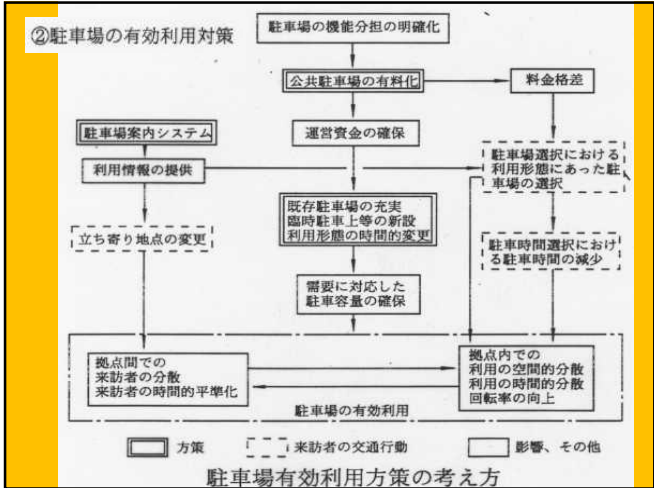 ②駐車場の有効利用対策
駐車場の機能分担の明確化
公共駐車場の有料化
料金格差
駐車場案内システム
運営資金の確保
利用情報の提供
駐車場選択における
利用形態にあった駐
車場の選択
既存駐車場の充実
臨時駐車上等の新設
利用形態の時間的変更
立ち寄り地点の変更
駐車時間選択におけ
る駐車時間の減少
需要に対応した
駐車容量の確保
拠点間での
来訪者の分散
来訪者の時間的平準化
拠点内での
利用の空間的分散
利用の時間的分散
回転率の向上
駐車場の有効利用
方策
来訪者の交通行動
影響、その他
駐車場有効利用方策の考え方